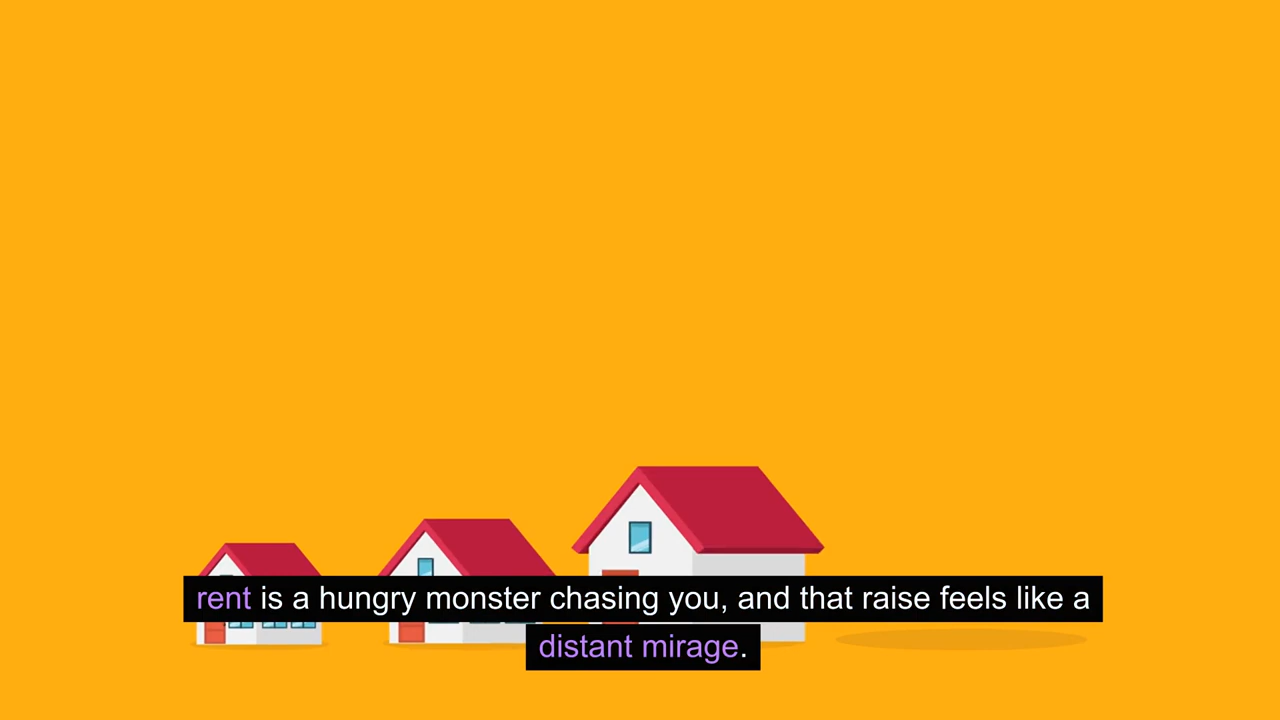 rent is a hungry monster chasing you, and that raise feels like a
distant mirage.